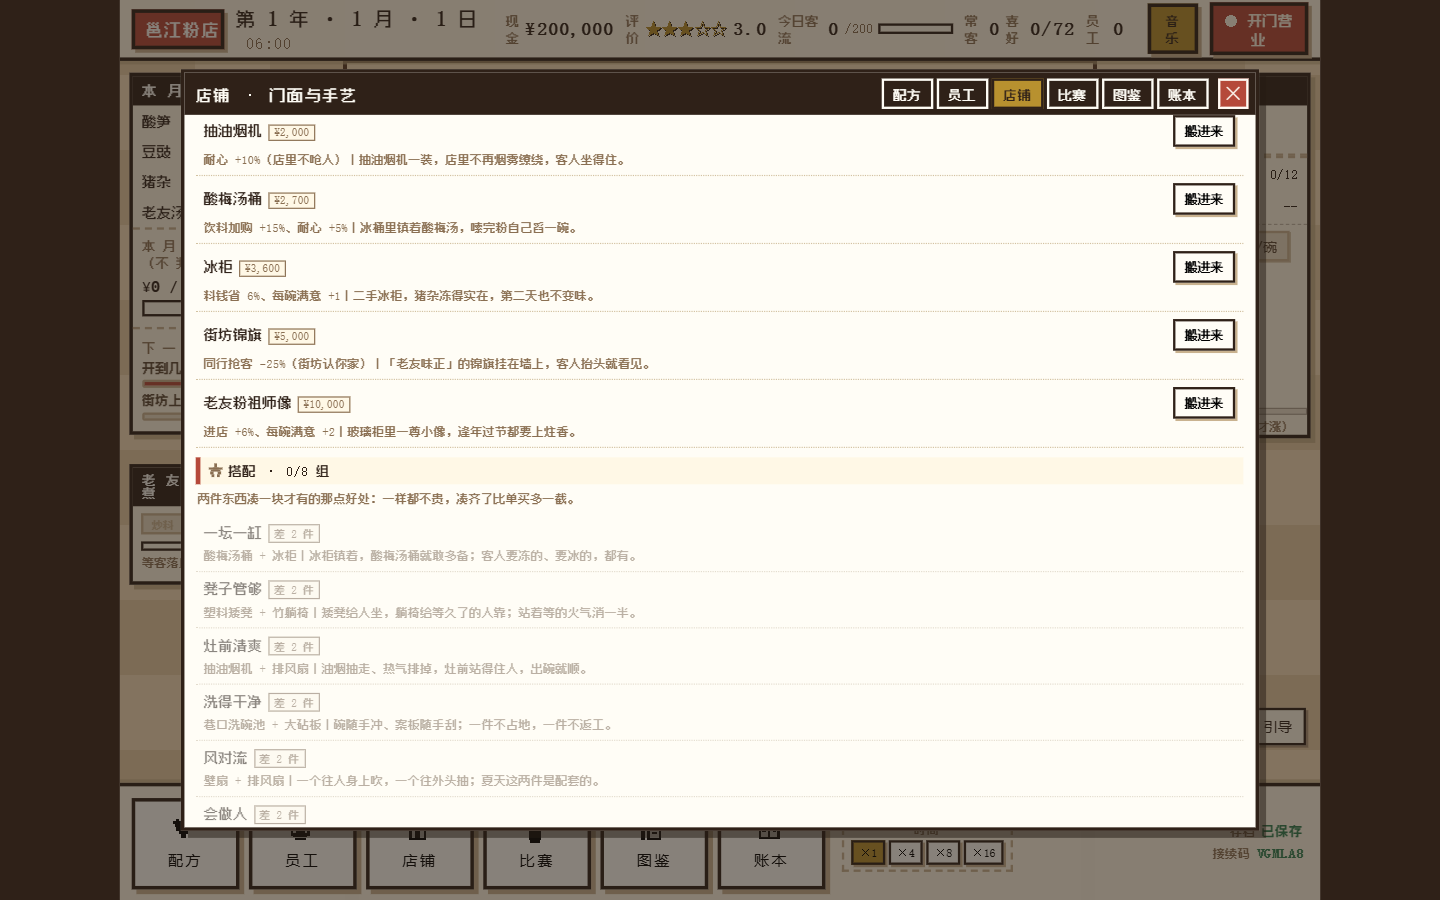 邕江粉店
第 1 年 · 1 月 · 1 日
06:00
现金 ¥200,000
评价 3.0
今日客流 0 /200
常客 0
喜好 0/72
员工 0
音乐
开门营业
店铺 · 门面与手艺
配方 员工 店铺 比赛 图鉴 账本
抽油烟机 ¥2,000 搬进来
耐心 +10%（店里不呛人）|抽油烟机一装，店里不再烟雾缭绕，客人坐得住。
酸梅汤桶 ¥2,700 搬进来
饮料加购 +15%、耐心 +5%|冰桶里镇着酸梅汤，嗦完粉自己舀一碗。
冰柜 ¥3,600 搬进来
料钱省 6%、每碗满意 +1|二手冰柜，猪杂冻得实在，第二天也不变味。
街坊锦旗 ¥5,000 搬进来
同行抢客 -25%（街坊认你家）|「老友味正」的锦旗挂在墙上，客人抬头就看见。
老友粉祖师像 ¥10,000 搬进来
进店 +6%、每碗满意 +2|玻璃柜里一尊小像，逢年过节都要上炷香。
搭配 · 0/8 组
两件东西凑一块才有的那点好处：一样都不贵，凑齐了比单买多一截。
一坛一缸 差 2 件
酸梅汤桶 + 冰柜|冰柜镇着，酸梅汤桶就敢多备；客人要冻的、要冰的，都有。
凳子管够 差 2 件
塑料矮凳 + 竹躺椅|矮凳给人坐，躺椅给等久了的人靠；站着等的火气消一半。
灶前清爽 差 2 件
抽油烟机 + 排风扇|油烟抽走、热气排掉，灶前站得住人，出碗就顺。
洗得干净 差 2 件
巷口洗碗池 + 大砧板|碗随手冲、案板随手刮；一件不占地，一件不返工。
风对流 差 2 件
壁扇 + 排风扇|一个往人身上吹，一个往外头抽；夏天这两件是配套的。
会做人 差 2 件
本 月
酸笋
豆豉
猪杂
老友汤
本 月
（不
¥0 /
下 一
开到几
街坊上
老 友
煮
等客落
0/12
--
/碗
才涨）
引导
配方 员工 店铺 比赛 图鉴 账本
×1 ×4 ×8 ×16
已保存
接续码 VGMLA8